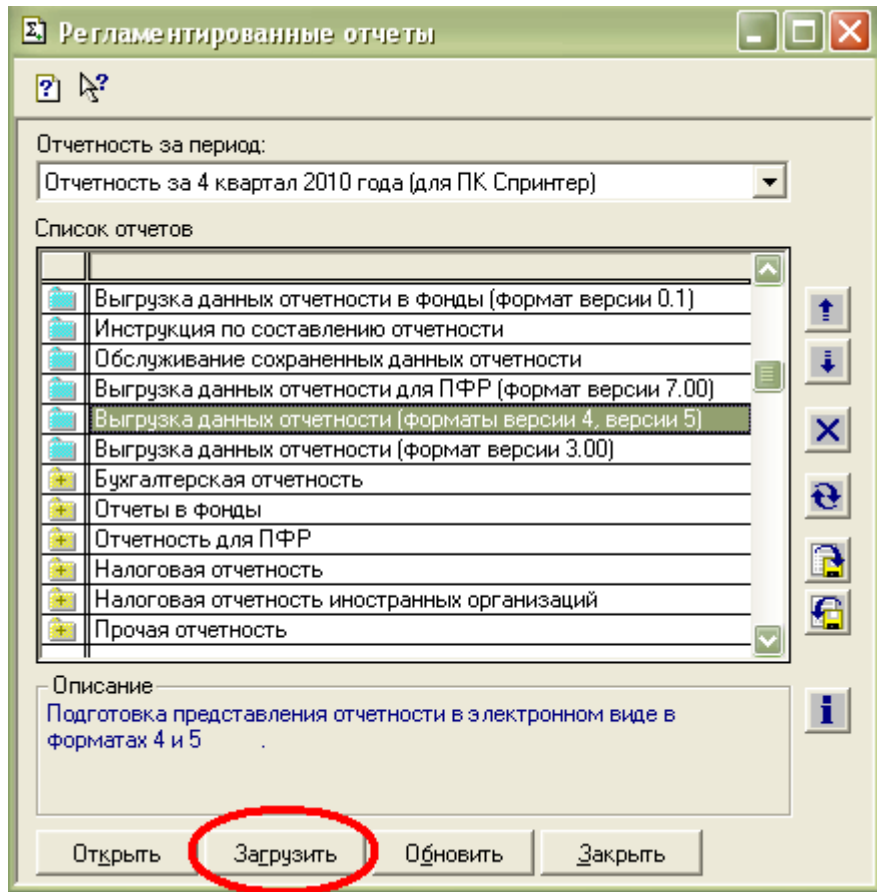 Регламентированные отчеты
Отчетность за период:
Отчетность за 4 квартал 2010 года (для ПК Спринтер)
Список отчетов
Выгрузка данных отчетности в фонды (формат версии 0.1)
Инструкция по составлению отчетности
Обслуживание сохраненных данных отчетности
Выгрузка данных отчетности для ПФР (формат версии 7.00)
Выгрузка данных отчетности (форматы версии 4, версии 5)
Выгрузка данных отчетности (формат версии 3.00)
Бухгалтерская отчетность
Отчеты в фонды
Отчетность для ПФР
Налоговая отчетность
Налоговая отчетность иностранных организаций
Прочая отчетность
Описание
Подготовка представления отчетности в электронном виде в
форматах 4 и 5 .
Открыть Загрузить Обновить Закрыть